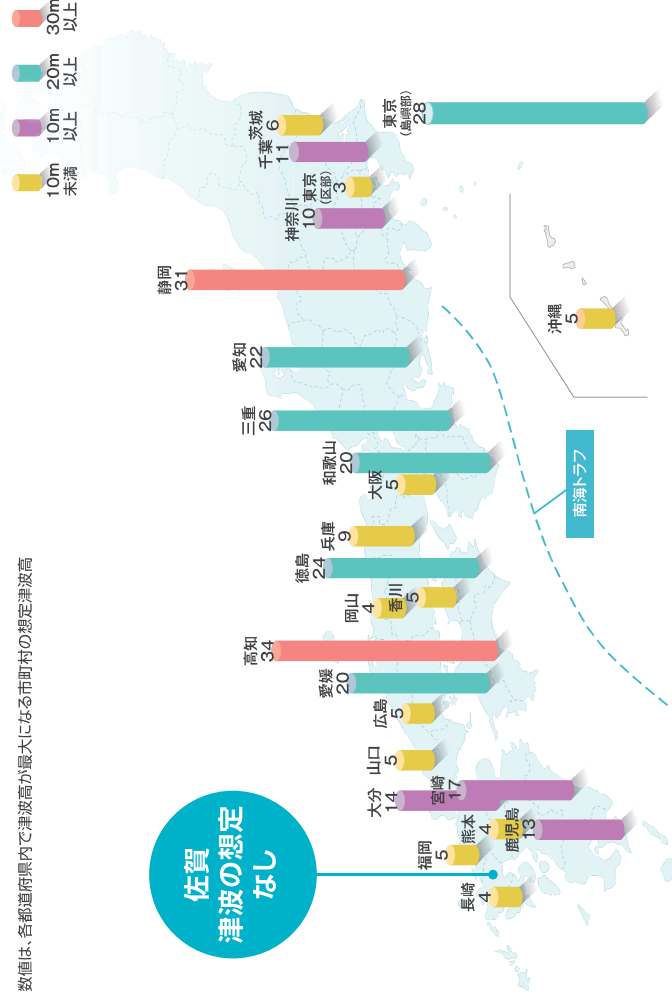 数値は、各都道府県内で津波高が最大になる市町村の想定津波高
10m
未満
10m
以上
20m
以上
30m
以上
佐賀
津波の想定
なし
長崎
4
福岡
5
熊本
4
鹿児島
13
大分
14
宮崎
17
山口
5
広島
5
愛媛
20
高知
34
岡山
4
香川
5
徳島
24
兵庫
9
大阪
5
和歌山
20
三重
26
愛知
22
静岡
31
神奈川
10
東京
（区部）
3
千葉
11
茨城
6
東京
（島嶼部）
28
沖縄
5
南海トラフ